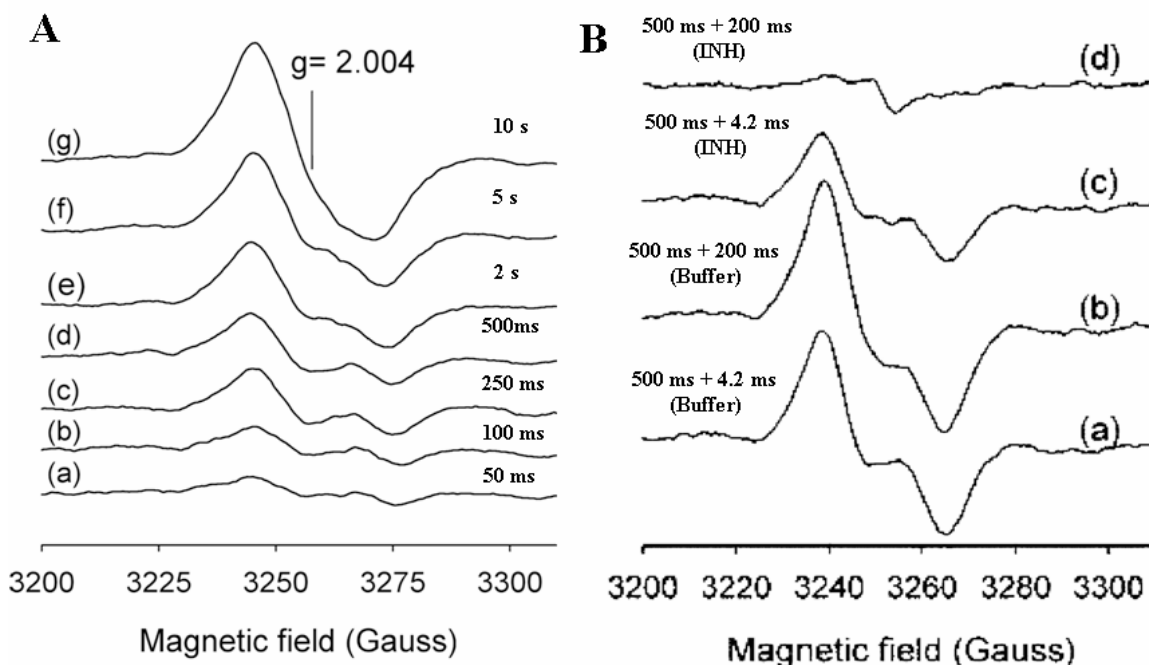 A
g= 2.004
(g)
10 s
(f)
5 s
(e)
2 s
(d)
500ms
(c)
250 ms
(b)
100 ms
(a)
50 ms
3200 3225 3250 3275 3300
Magnetic field (Gauss)
B
500 ms + 200 ms
(INH)
(d)
500 ms + 4.2 ms
(INH)
(c)
500 ms + 200 ms
(Buffer)
(b)
500 ms + 4.2 ms
(Buffer)
(a)
3200 3220 3240 3260 3280 3300
Magnetic field (Gauss)